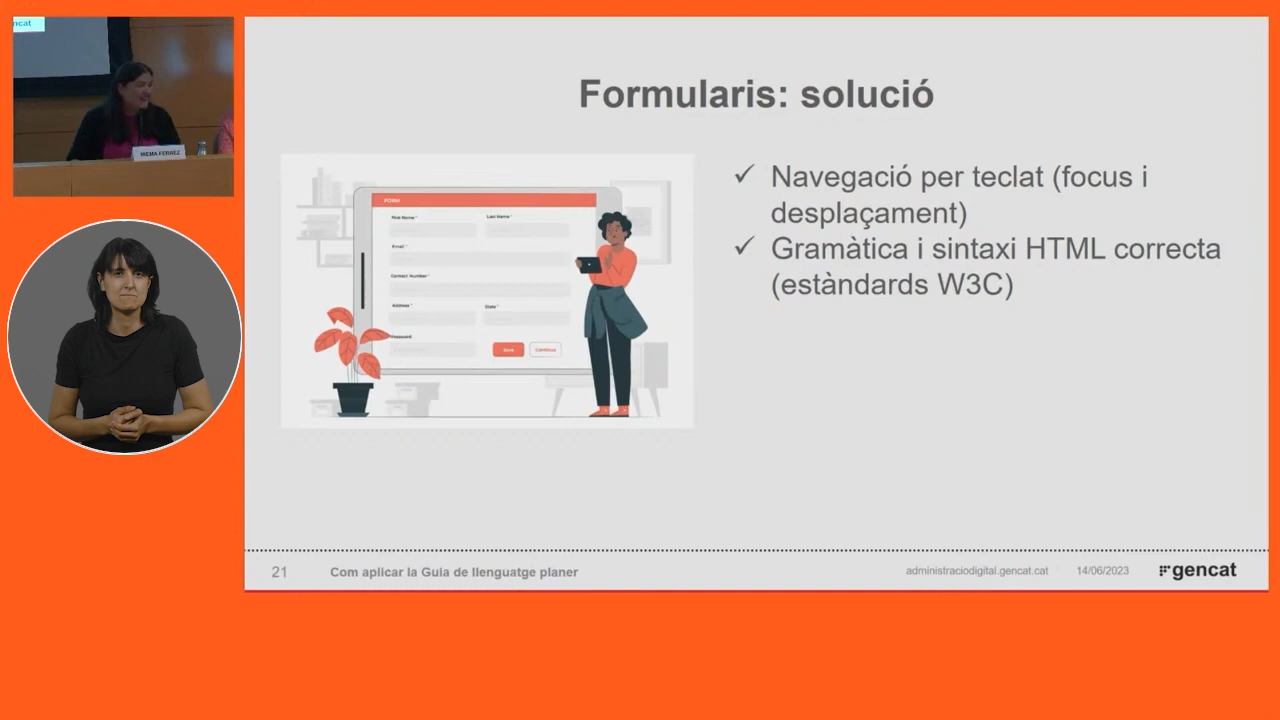 ncat
MEMA FERREZ
Formularis: solució
FORM
First Name *
Last Name *
Email *
Contact Number *
Address *
State *
Password
Save
Continue
✓ Navegació per teclat (focus i
desplaçament)
✓ Gramàtica i sintaxi HTML correcta
(estàndards W3C)
21
Com aplicar la Guia de llenguatge planer
administraciodigital.gencat.cat
14/06/2023
gencat